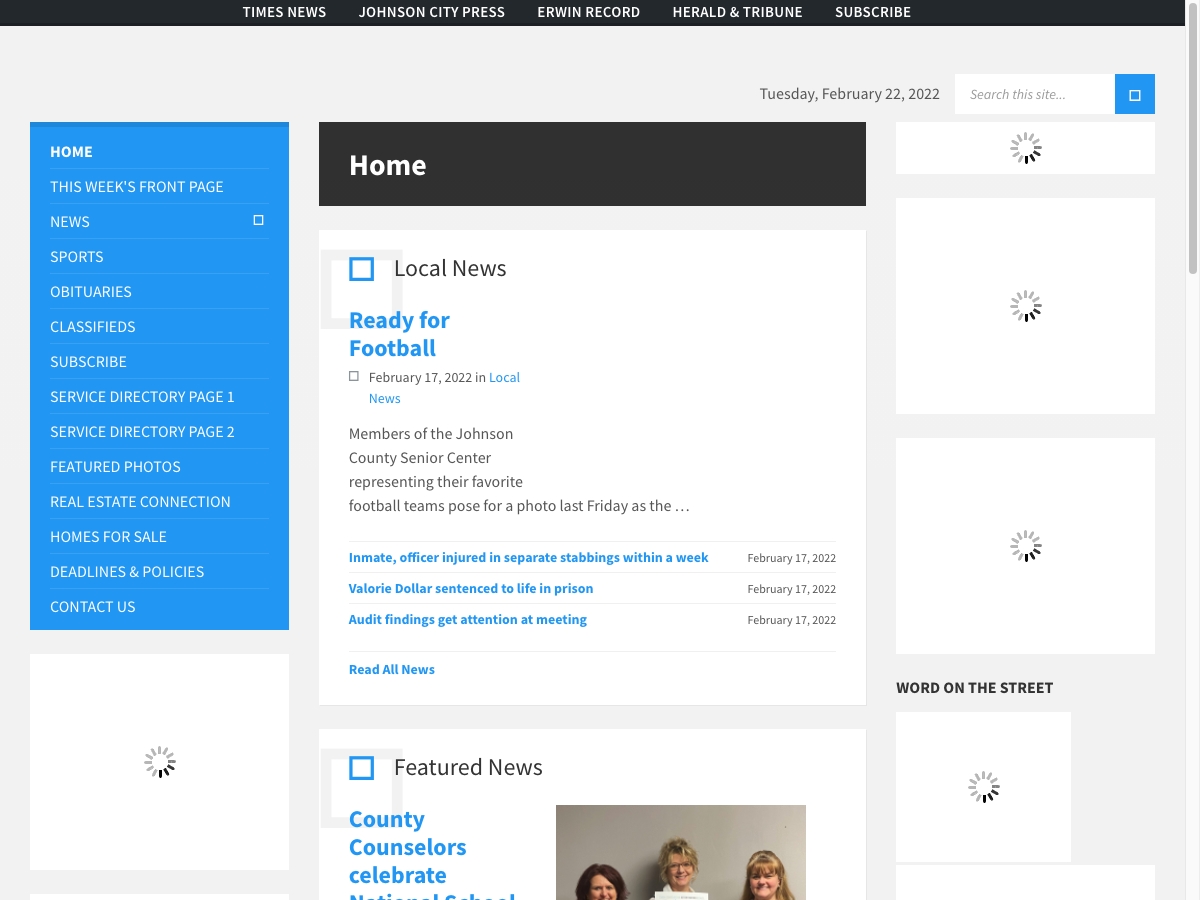 TIMES NEWS
JOHNSON CITY PRESS
ERWIN RECORD
HERALD & TRIBUNE
SUBSCRIBE
Tuesday, February 22, 2022
Search this site...
HOME
THIS WEEK'S FRONT PAGE
NEWS
SPORTS
OBITUARIES
CLASSIFIEDS
SUBSCRIBE
SERVICE DIRECTORY PAGE 1
SERVICE DIRECTORY PAGE 2
FEATURED PHOTOS
REAL ESTATE CONNECTION
HOMES FOR SALE
DEADLINES & POLICIES
CONTACT US
Home
Local News
Ready for
Football
February 17, 2022 in Local
News
Members of the Johnson
County Senior Center
representing their favorite
football teams pose for a photo last Friday as the …
Inmate, officer injured in separate stabbings within a week February 17, 2022
Valorie Dollar sentenced to life in prison February 17, 2022
Audit findings get attention at meeting February 17, 2022
Read All News
Featured News
County
Counselors
celebrate
National School
WORD ON THE STREET